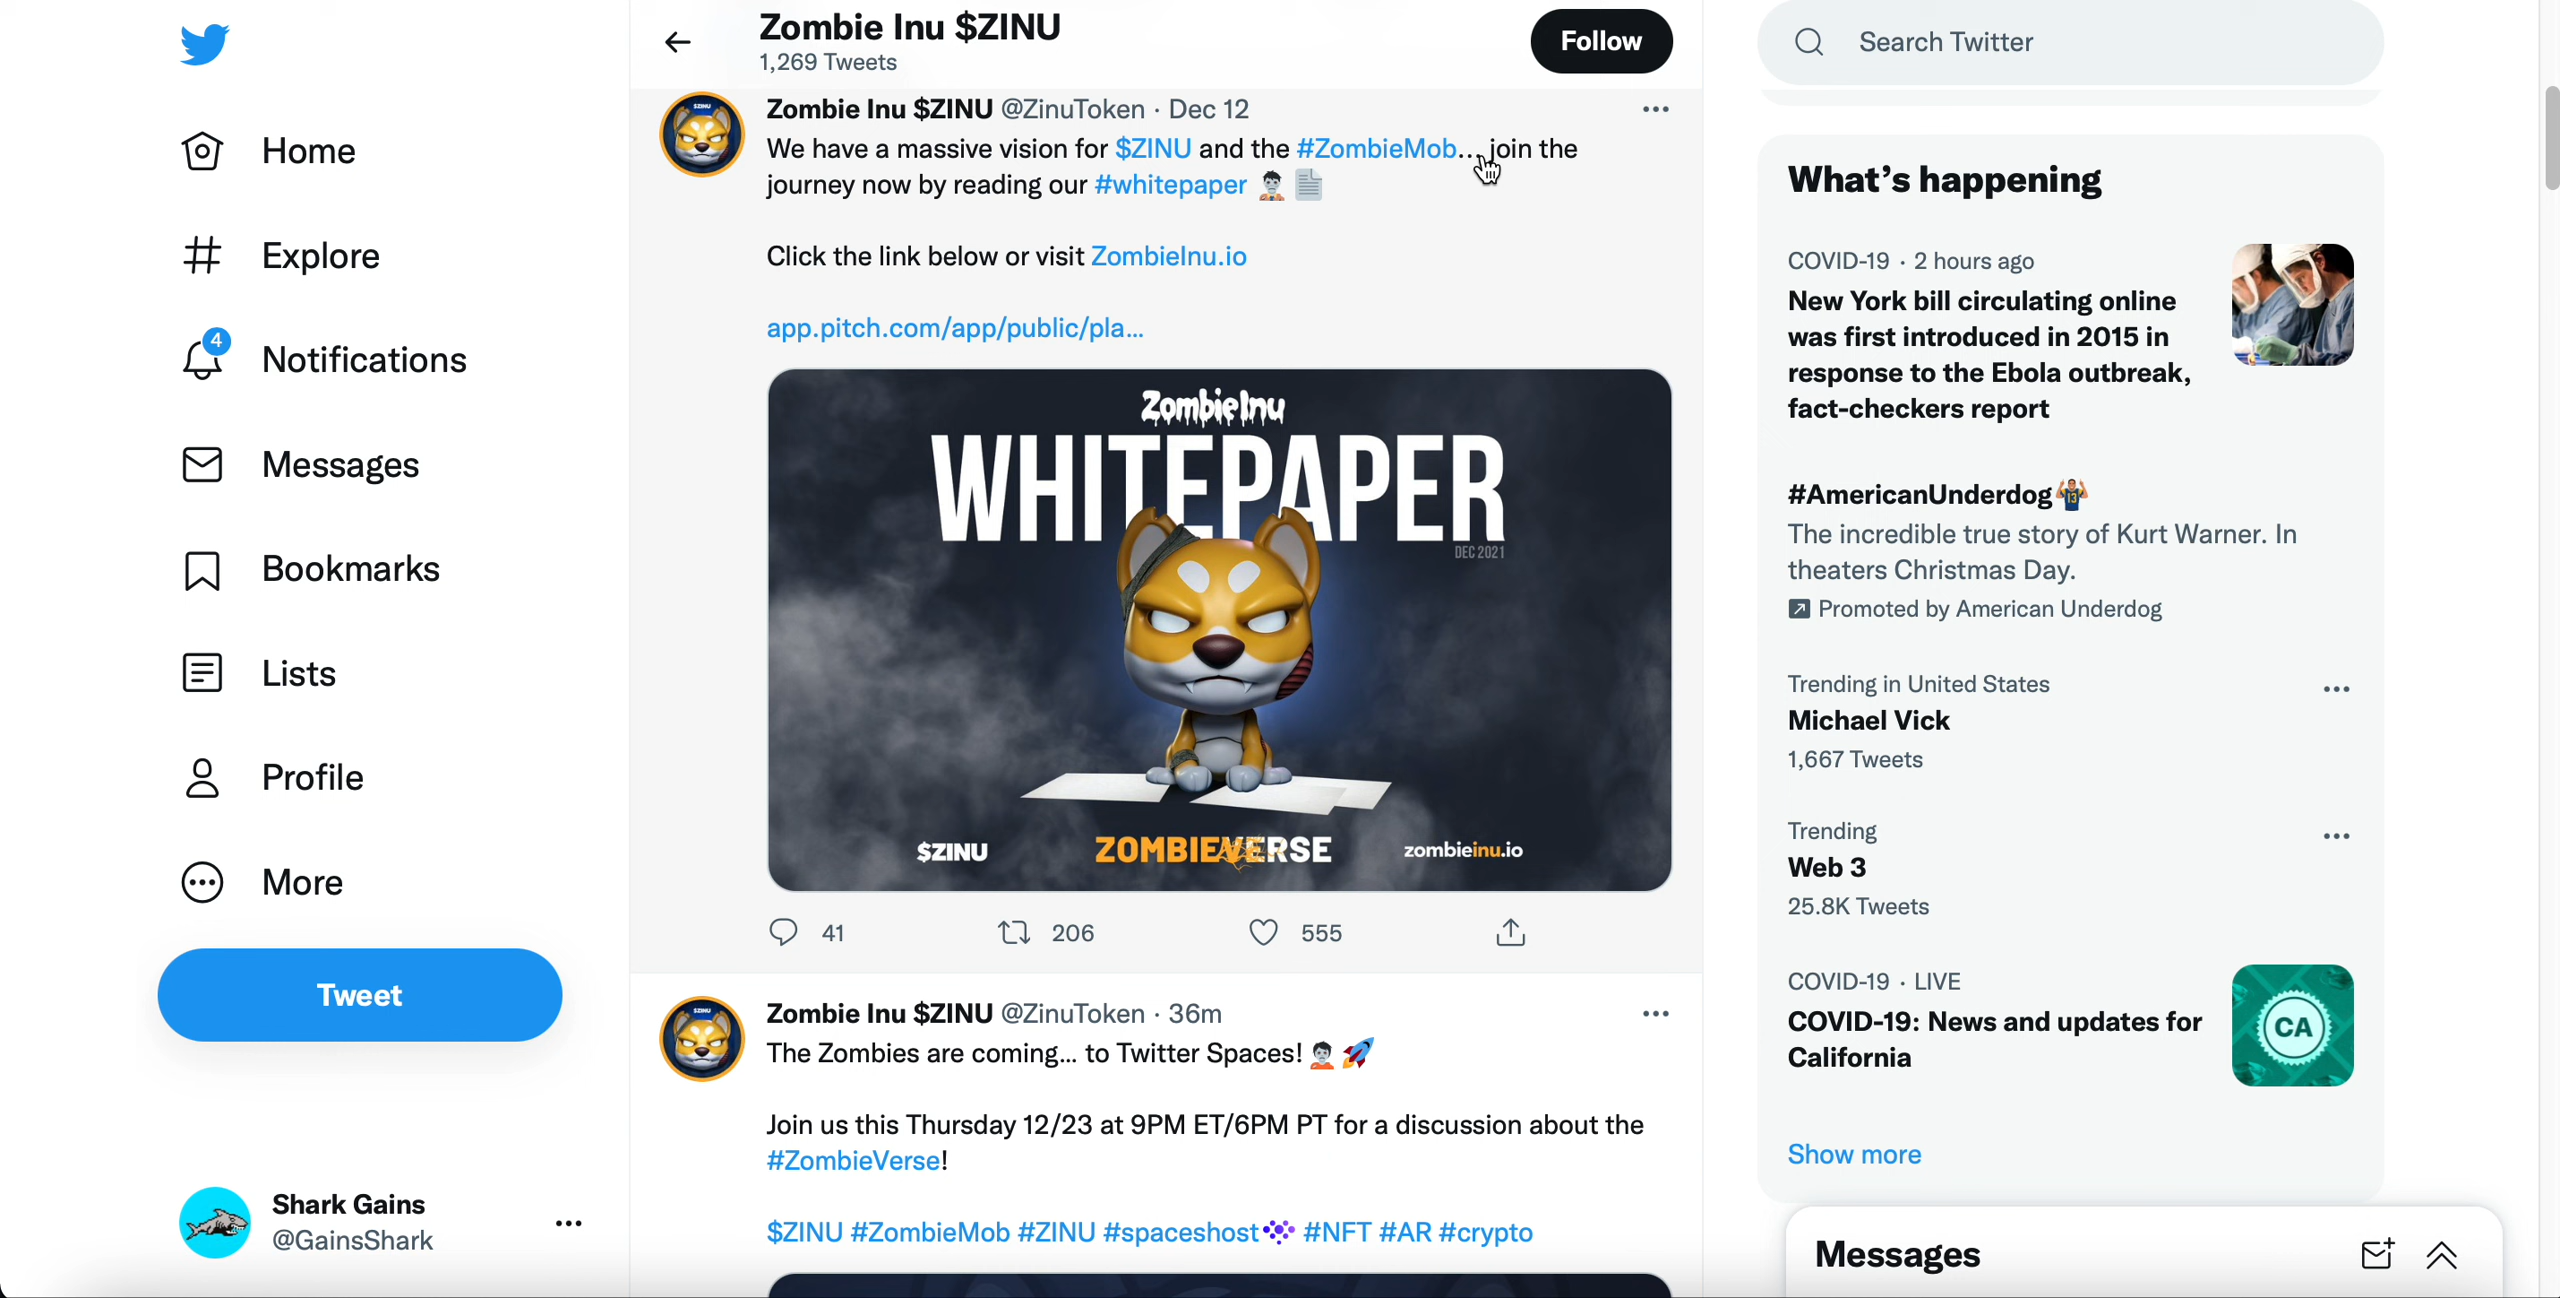 Home
Explore
4
Notifications
Messages
Bookmarks
Lists
Profile
More
Tweet
Shark Gains
@GainsShark
Zombie Inu $ZINU
1,269 Tweets
Follow
Zombie Inu $ZINU @ZinuToken · Dec 12
We have a massive vision for $ZINU and the #ZombieMob... join the
journey now by reading our #whitepaper
Click the link below or visit ZombieInu.io
app.pitch.com/app/public/pla...
ZombieInu
WHITEPAPER
DEC 2021
$ZINU ZOMBIEVERSE zombieinu.io
41 206 555
Zombie Inu $ZINU @ZinuToken · 36m
The Zombies are coming... to Twitter Spaces!
Join us this Thursday 12/23 at 9PM ET/6PM PT for a discussion about the
#ZombieVerse!
$ZINU #ZombieMob #ZINU #spaceshost #NFT #AR #crypto
Search Twitter
What's happening
COVID-19 · 2 hours ago
New York bill circulating online
was first introduced in 2015 in
response to the Ebola outbreak,
fact-checkers report
#AmericanUnderdog
The incredible true story of Kurt Warner. In
theaters Christmas Day.
Promoted by American Underdog
Trending in United States
Michael Vick
1,667 Tweets
Trending
Web 3
25.8K Tweets
COVID-19 · LIVE
COVID-19: News and updates for
California
CA
Show more
Messages